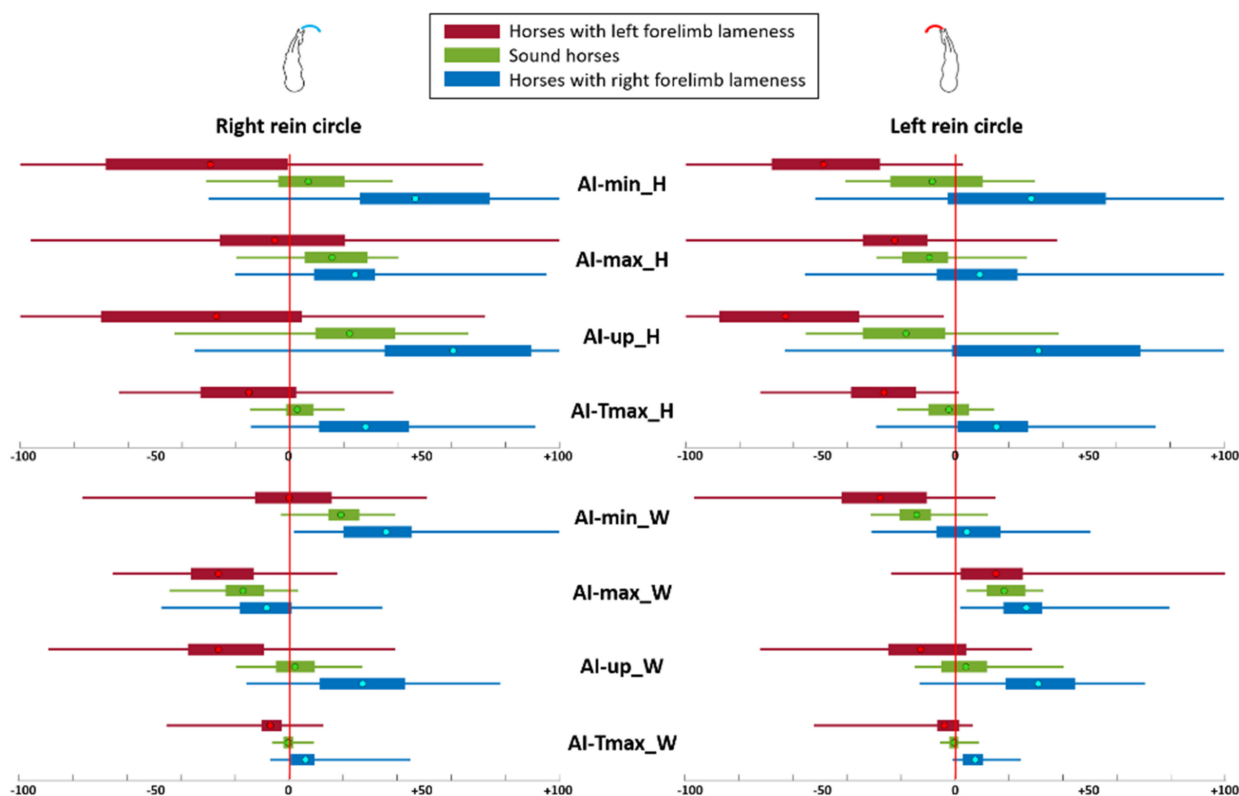 Horses with left forelimb lameness
Sound horses
Horses with right forelimb lameness
Right rein circle
Left rein circle
AI-min_H
AI-max_H
AI-up_H
AI-Tmax_H
-100 -50 0 +50 +100
-100 -50 0 +50 +100
AI-min_W
AI-max_W
AI-up_W
AI-Tmax_W
-100 -50 0 +50 +100
-100 -50 0 +50 +100